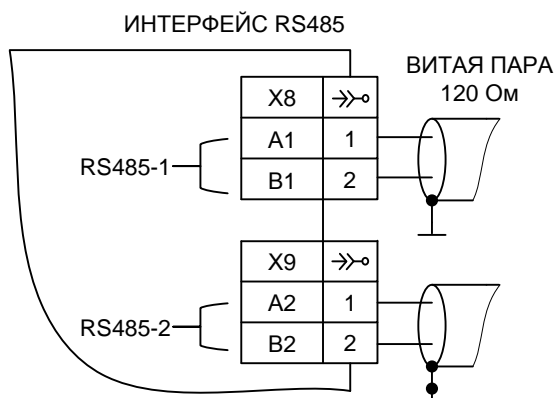 ИНТЕРФЕЙС RS485
ВИТАЯ ПАРА
120 Ом
X8
A1 1
B1 2
RS485-1
X9
A2 1
B2 2
RS485-2